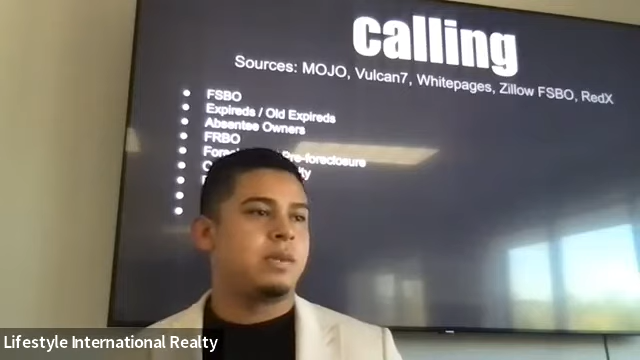 calling
Sources: MOJO, Vulcan7, Whitepages, Zillow FSBO, RedX
FSBO
Expireds / Old Expireds
Absentee Owners
FRBO
Pre-foreclosure
Lifestyle International Realty